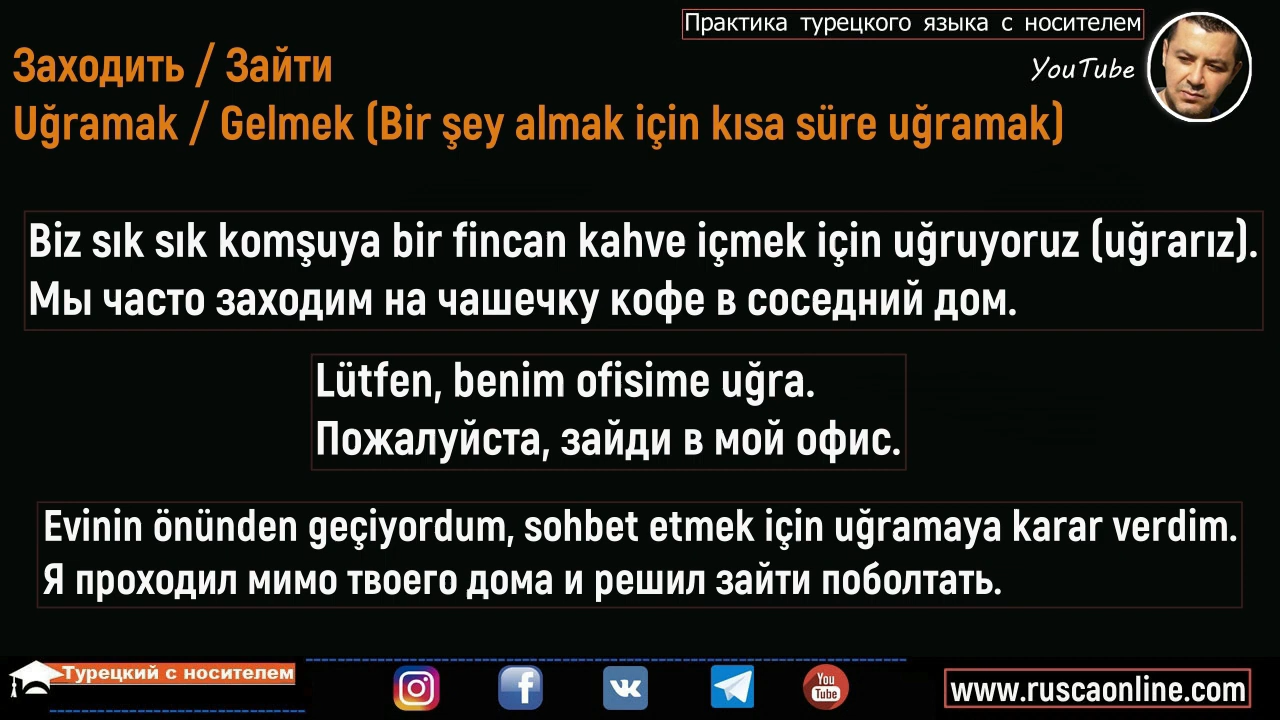 Практика турецкого языка с носителем
YouTube
Заходить / Зайти
Uğramak / Gelmek (Bir şey almak için kısa süre uğramak)
Biz sık sık komşuya bir fincan kahve içmek için uğruyoruz (uğrarız).
Мы часто заходим на чашечку кофе в соседний дом.
Lütfen, benim ofisime uğra.
Пожалуйста, зайди в мой офис.
Evinin önünden geçiyordum, sohbet etmek için uğramaya karar verdim.
Я проходил мимо твоего дома и решил зайти поболтать.
Турецкий с носителем
You
Tube
www.ruscaonline.com